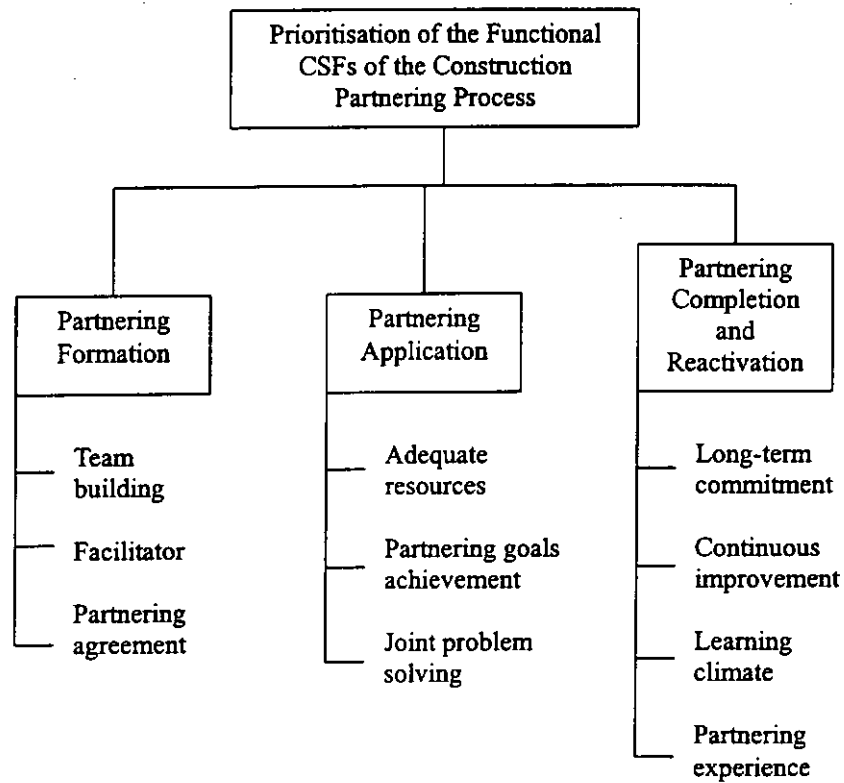 Prioritisation of the Functional
CSFs of the Construction
Partnering Process
Partnering
Formation
Team
building
Facilitator
Partnering
agreement
Partnering
Application
Adequate
resources
Partnering goals
achievement
Joint problem
solving
Partnering
Completion
and
Reactivation
Long-term
commitment
Continuous
improvement
Learning
climate
Partnering
experience